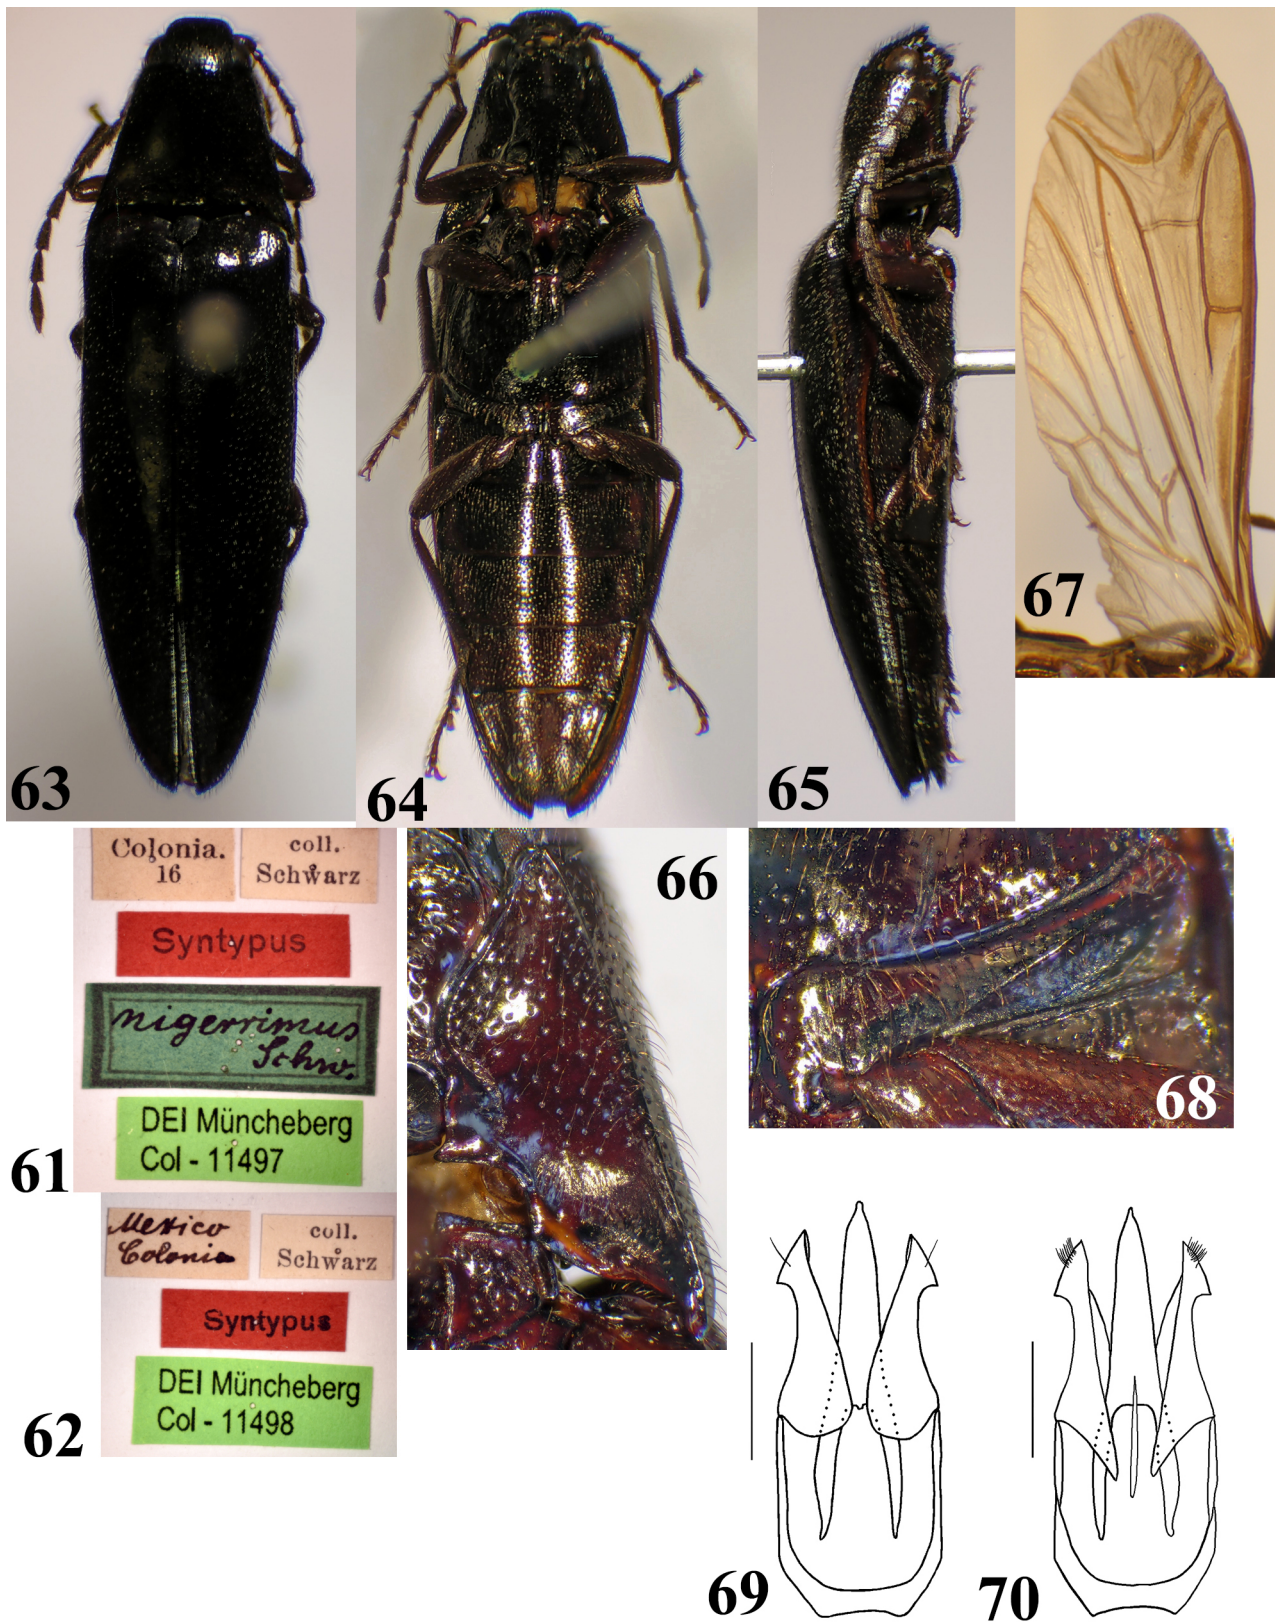 63
64
65
67
Colonia.
16
coll.
Schwarz
Syntypus
nigerrimus
Schw.
DEI Müncheberg
Col - 11497
61
66
68
Mexico
Colonia
coll.
Schwarz
Syntypus
DEI Müncheberg
Col - 11498
62
69
70